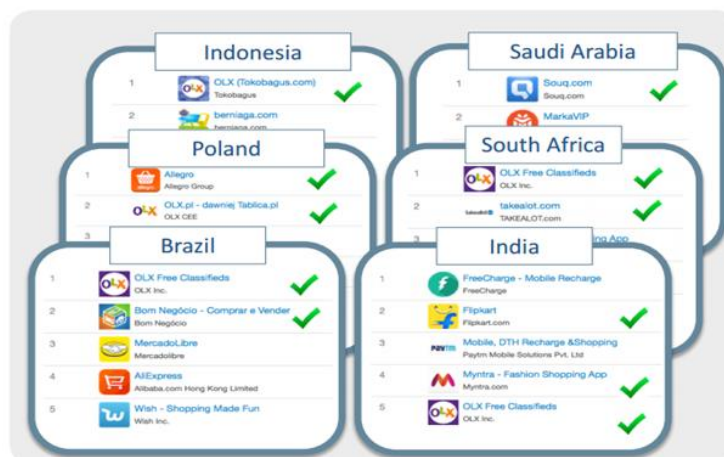 Indonesia
1 OLX (Tokobagus.com)
Tokobagus
2 berniaga.com
berniaga.com
Saudi Arabia
1 Souq.com
Souq.com
2 MarkaVIP
Poland
1 Allegro
Allegro Group
2 OLX.pl - dawniej Tablica.pl
OLX CEE
3
South Africa
1 OLX Free Classifieds
OLX Inc.
2 takealot.com
TAKEALOT.com
3 ing App
Brazil
1 OLX Free Classifieds
OLX Inc.
2 Bom Negócio - Comprar e Vender
Bom Negócio
3 MercadoLibre
Mercadolibre
4 AliExpress
Alibaba.com Hong Kong Limited
5 Wish - Shopping Made Fun
Wish Inc.
India
1 FreeCharge - Mobile Recharge
FreeCharge
2 Flipkart
Flipkart.com
3 Mobile, DTH Recharge &Shopping
Paytm Mobile Solutions Pvt. Ltd
4 Myntra - Fashion Shopping App
Myntra.com
5 OLX Free Classifieds
OLX Inc.